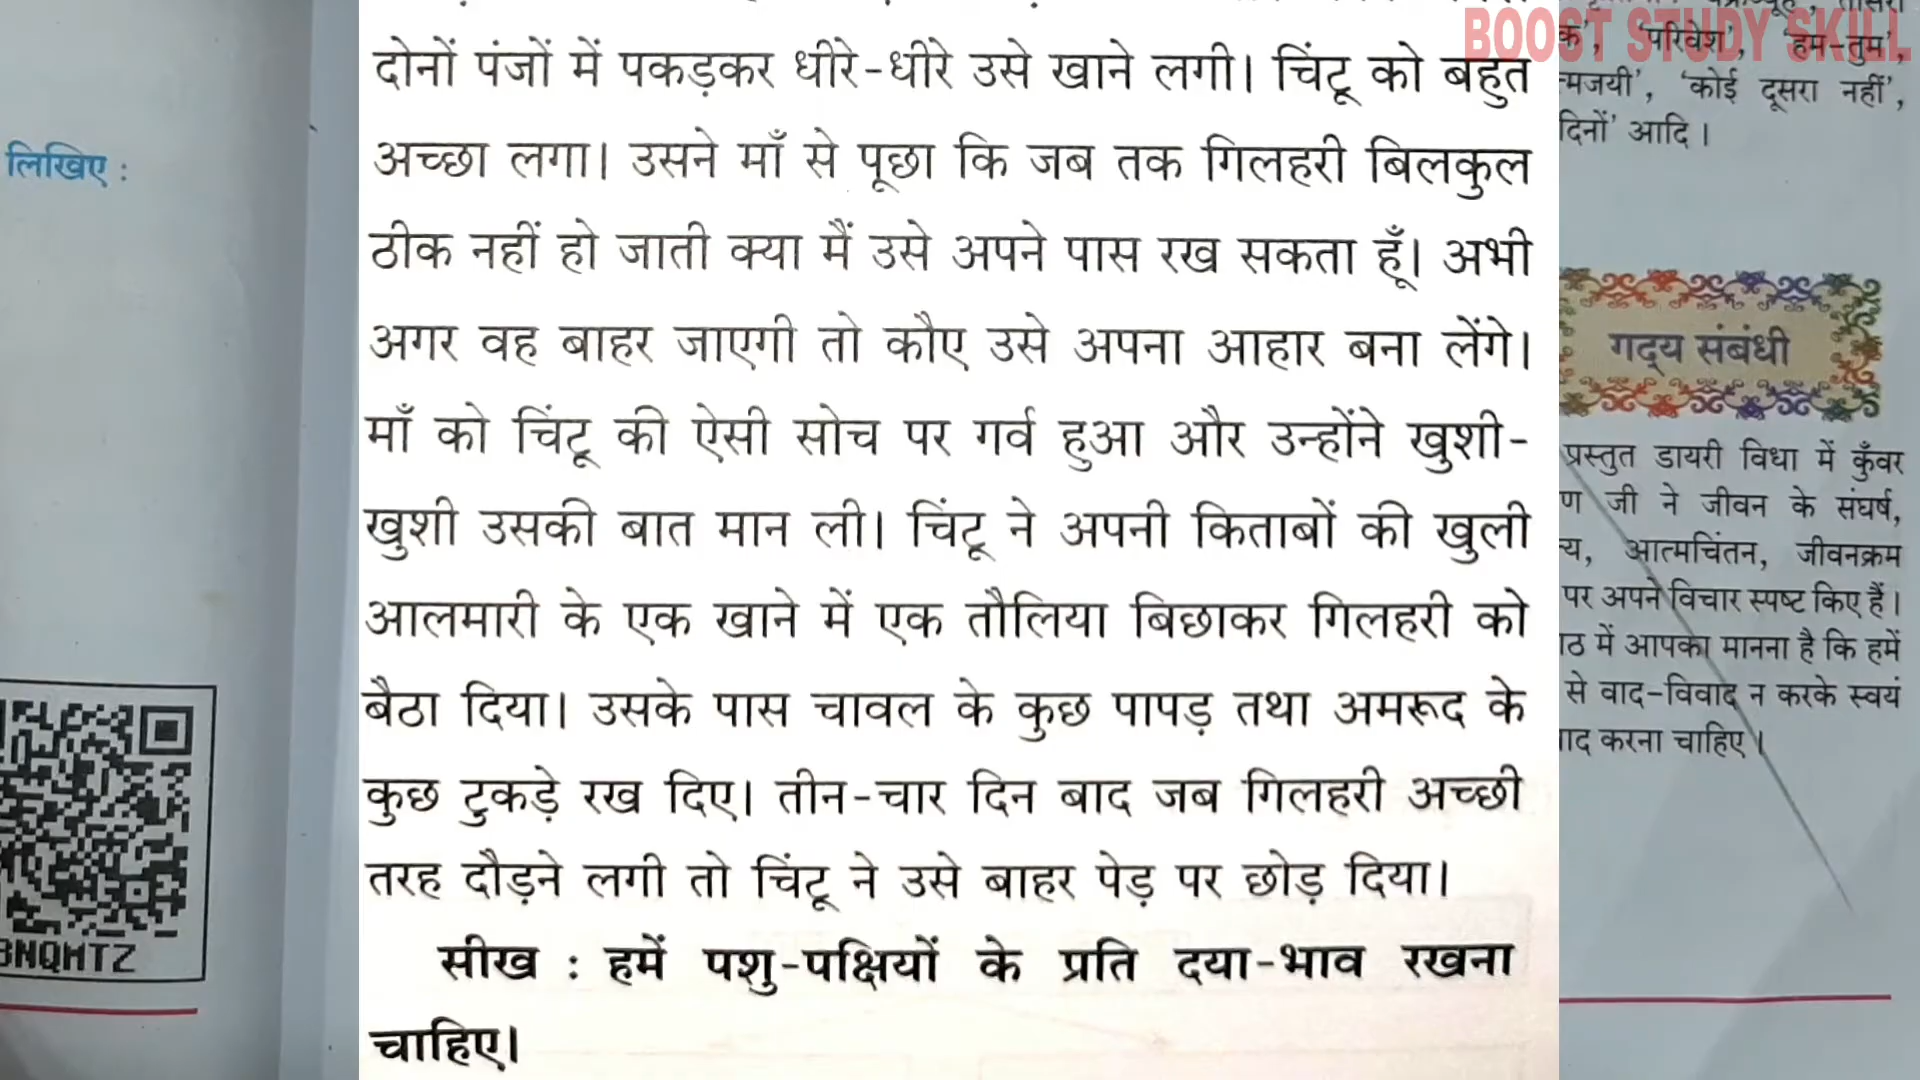 दोनों पंजों में पकड़कर धीरे-धीरे उसे खाने लगी। चिंटू को बहुत
अच्छा लगा। उसने माँ से पूछा कि जब तक गिलहरी बिलकुल
ठीक नहीं हो जाती क्या मैं उसे अपने पास रख सकता हूँ। अभी
अगर वह बाहर जाएगी तो कौए उसे अपना आहार बना लेंगे।
माँ को चिंटू की ऐसी सोच पर गर्व हुआ और उन्होंने खुशी-
खुशी उसकी बात मान ली। चिंटू ने अपनी किताबों की खुली
आलमारी के एक खाने में एक तौलिया बिछाकर गिलहरी को
बैठा दिया। उसके पास चावल के कुछ पापड़ तथा अमरूद के
कुछ टुकड़े रख दिए। तीन-चार दिन बाद जब गिलहरी अच्छी
तरह दौड़ने लगी तो चिंटू ने उसे बाहर पेड़ पर छोड़ दिया।
सीख : हमें पशु-पक्षियों के प्रति दया-भाव रखना
चाहिए।
लिखिए :
BNQMTZ
BOOST STUDY SKILL
'परिवेश', 'हम-तुम',
'कोई दूसरा नहीं',
दिनों' आदि।
गद्य संबंधी
प्रस्तुत डायरी विधा में कुँवर
जी ने जीवन के संघर्ष,
आत्मचिंतन, जीवनक्रम
पर अपने विचार स्पष्ट किए हैं।
में आपका मानना है कि हमें
से वाद-विवाद न करके स्वयं
करना चाहिए।